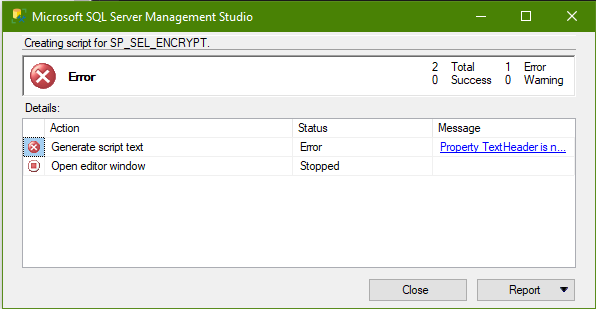 Microsoft SQL Server Management Studio
Creating script for SP_SEL_ENCRYPT.
Error 2 Total 1 Error
0 Success 0 Warning
Details:
Action Status Message
Generate script text Error Property TextHeader is n...
Open editor window Stopped
Close Report